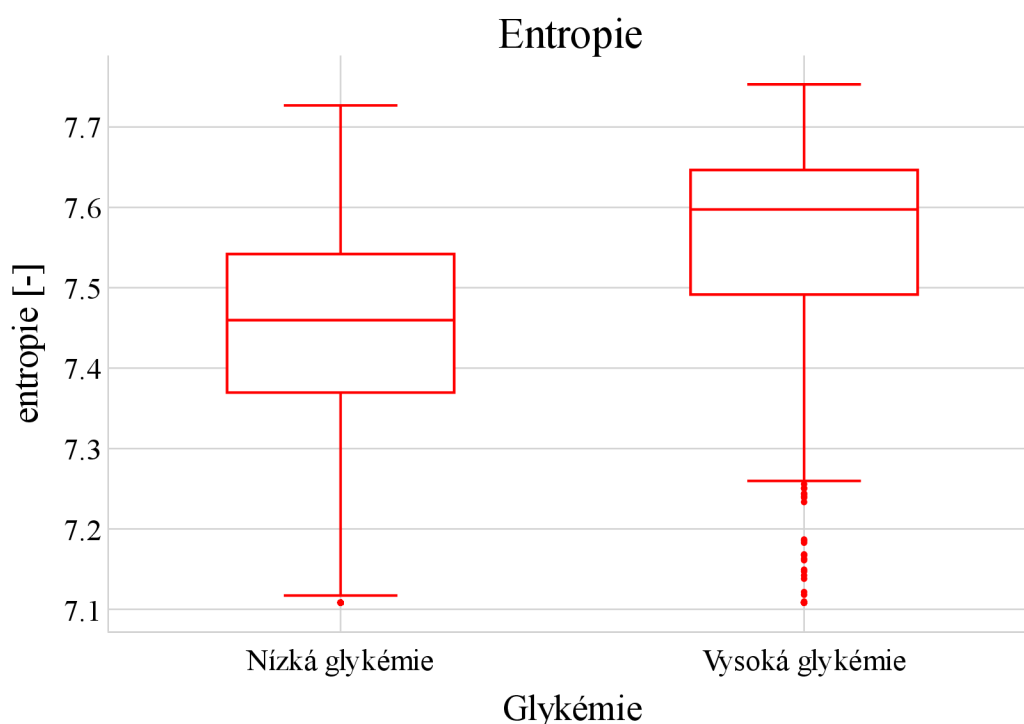 Entropie
entropie [-]
7.7
7.6
7.5
7.4
7.3
7.2
7.1
Nízká glykémie
Vysoká glykémie
Glykémie